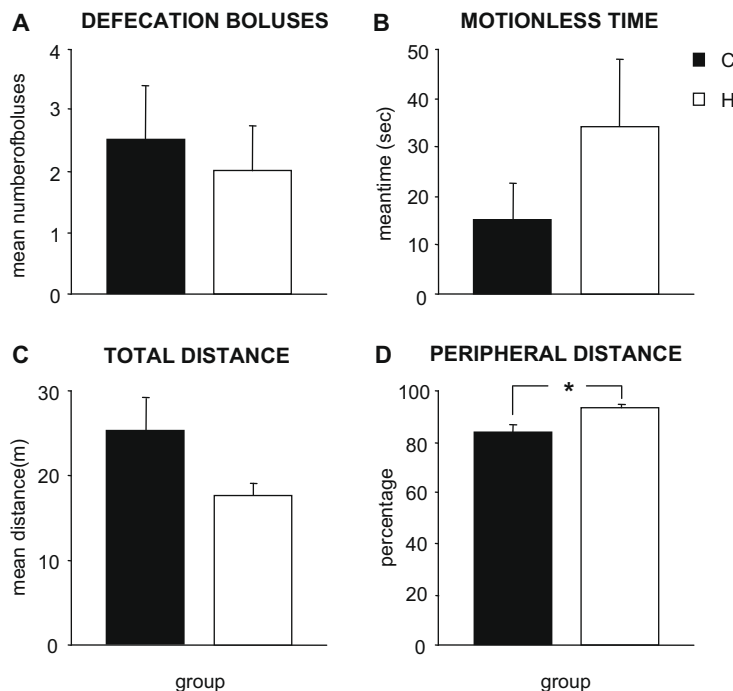 A DEFECATION BOLUSES
4
3
2
1
0
mean numberofboluses
B MOTIONLESS TIME
50
40
30
20
10
0
meantime (sec)
C
H
C TOTAL DISTANCE
30
20
10
0
mean distance(m)
group
D PERIPHERAL DISTANCE
100
80
60
40
20
0
percentage
*
group